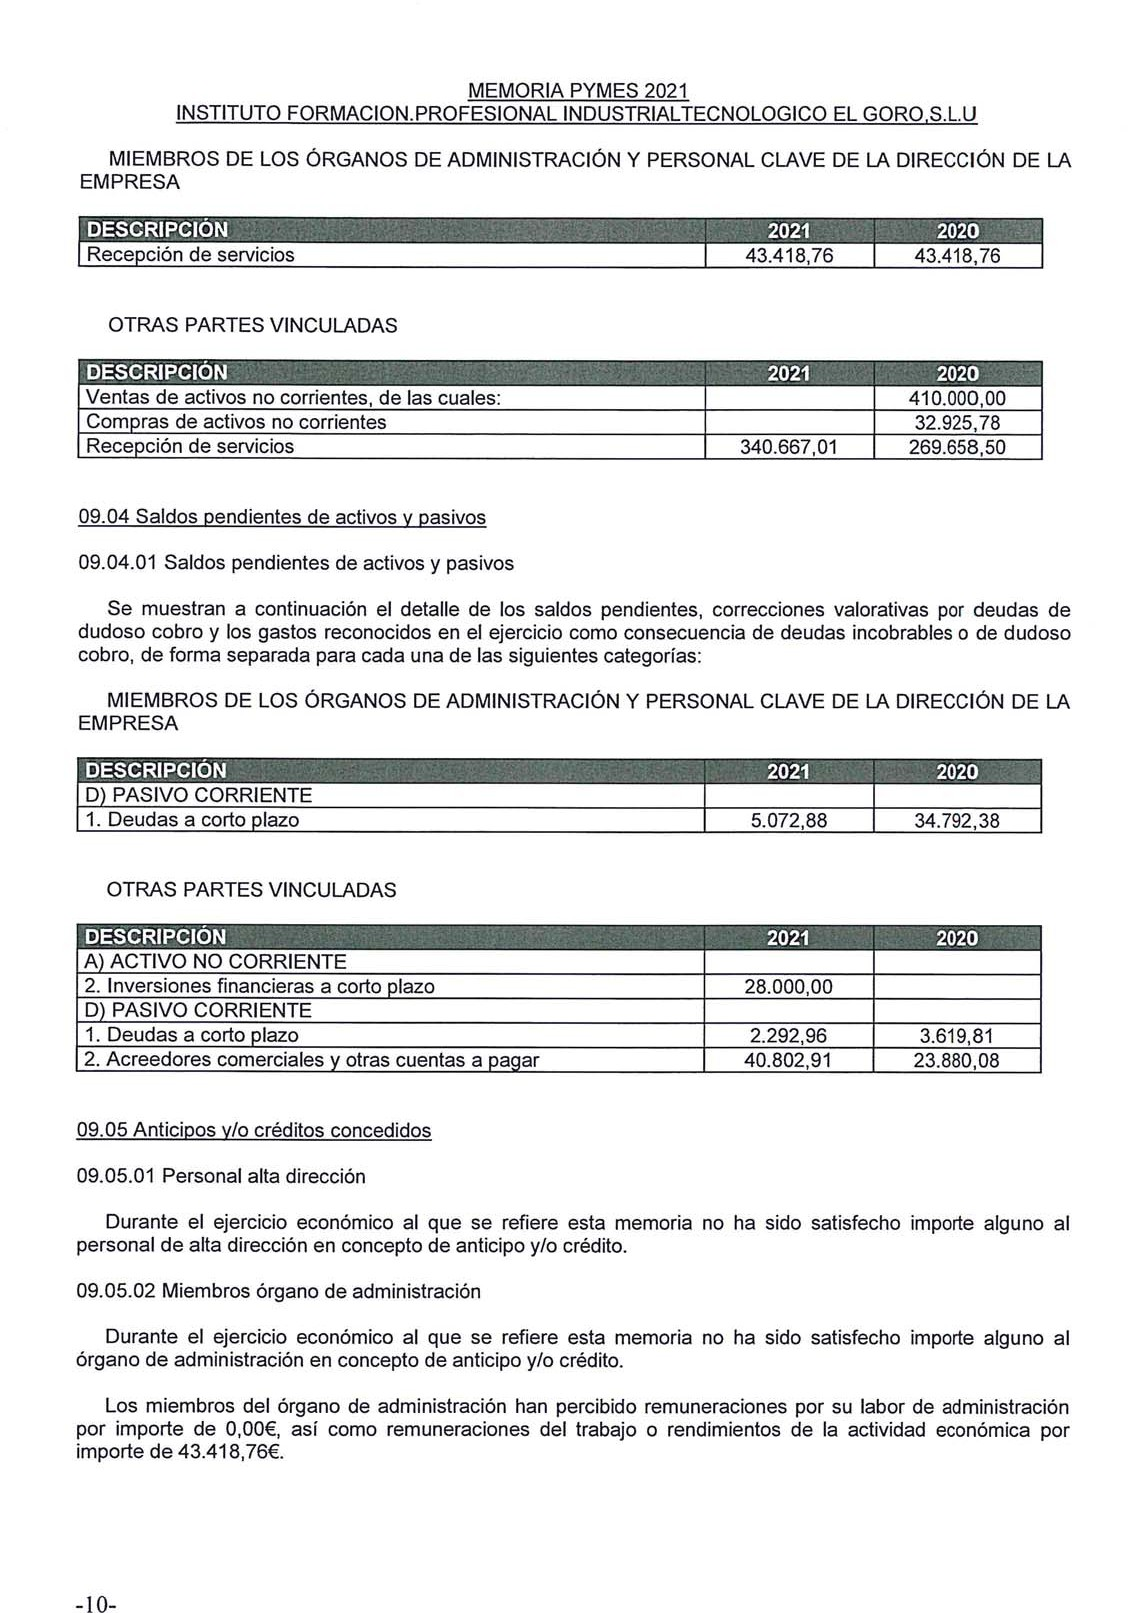 MEMORIA PYMES 2021
INSTITUTO FORMACION.PROFESIONAL INDUSTRIALTECNOLOGICO EL GORO,S.L.U
MIEMBROS DE LOS ÓRGANOS DE ADMINISTRACIÓN Y PERSONAL CLAVE DE LA DIRECCIÓN DE LA
EMPRESA
DESCRIPCIÓN 2021 2020
Recepción de servicios 43.418,76 43.418,76
OTRAS PARTES VINCULADAS
DESCRIPCIÓN 2021 2020
Ventas de activos no corrientes, de las cuales: 410.000,00
Compras de activos no corrientes 32.925,78
Recepción de servicios 340.667,01 269.658,50
09.04 Saldos pendientes de activos y pasivos
09.04.01 Saldos pendientes de activos y pasivos
Se muestran a continuación el detalle de los saldos pendientes, correcciones valorativas por deudas de
dudoso cobro y los gastos reconocidos en el ejercicio como consecuencia de deudas incobrables o de dudoso
cobro, de forma separada para cada una de las siguientes categorías:
MIEMBROS DE LOS ÓRGANOS DE ADMINISTRACIÓN Y PERSONAL CLAVE DE LA DIRECCIÓN DE LA
EMPRESA
DESCRIPCIÓN 2021 2020
D) PASIVO CORRIENTE
1. Deudas a corto plazo 5.072,88 34.792,38
OTRAS PARTES VINCULADAS
DESCRIPCIÓN 2021 2020
A) ACTIVO NO CORRIENTE
2. Inversiones financieras a corto plazo 28.000,00
D) PASIVO CORRIENTE
1. Deudas a corto plazo 2.292,96 3.619,81
2. Acreedores comerciales y otras cuentas a pagar 40.802,91 23.880,08
09.05 Anticipos y/o créditos concedidos
09.05.01 Personal alta dirección
Durante el ejercicio económico al que se refiere esta memoria no ha sido satisfecho importe alguno al
personal de alta dirección en concepto de anticipo y/o crédito.
09.05.02 Miembros órgano de administración
Durante el ejercicio económico al que se refiere esta memoria no ha sido satisfecho importe alguno al
órgano de administración en concepto de anticipo y/o crédito.
Los miembros del órgano de administración han percibido remuneraciones por su labor de administración
por importe de 0,00€, así como remuneraciones del trabajo o rendimientos de la actividad económica por
importe de 43.418,76€.
-10-